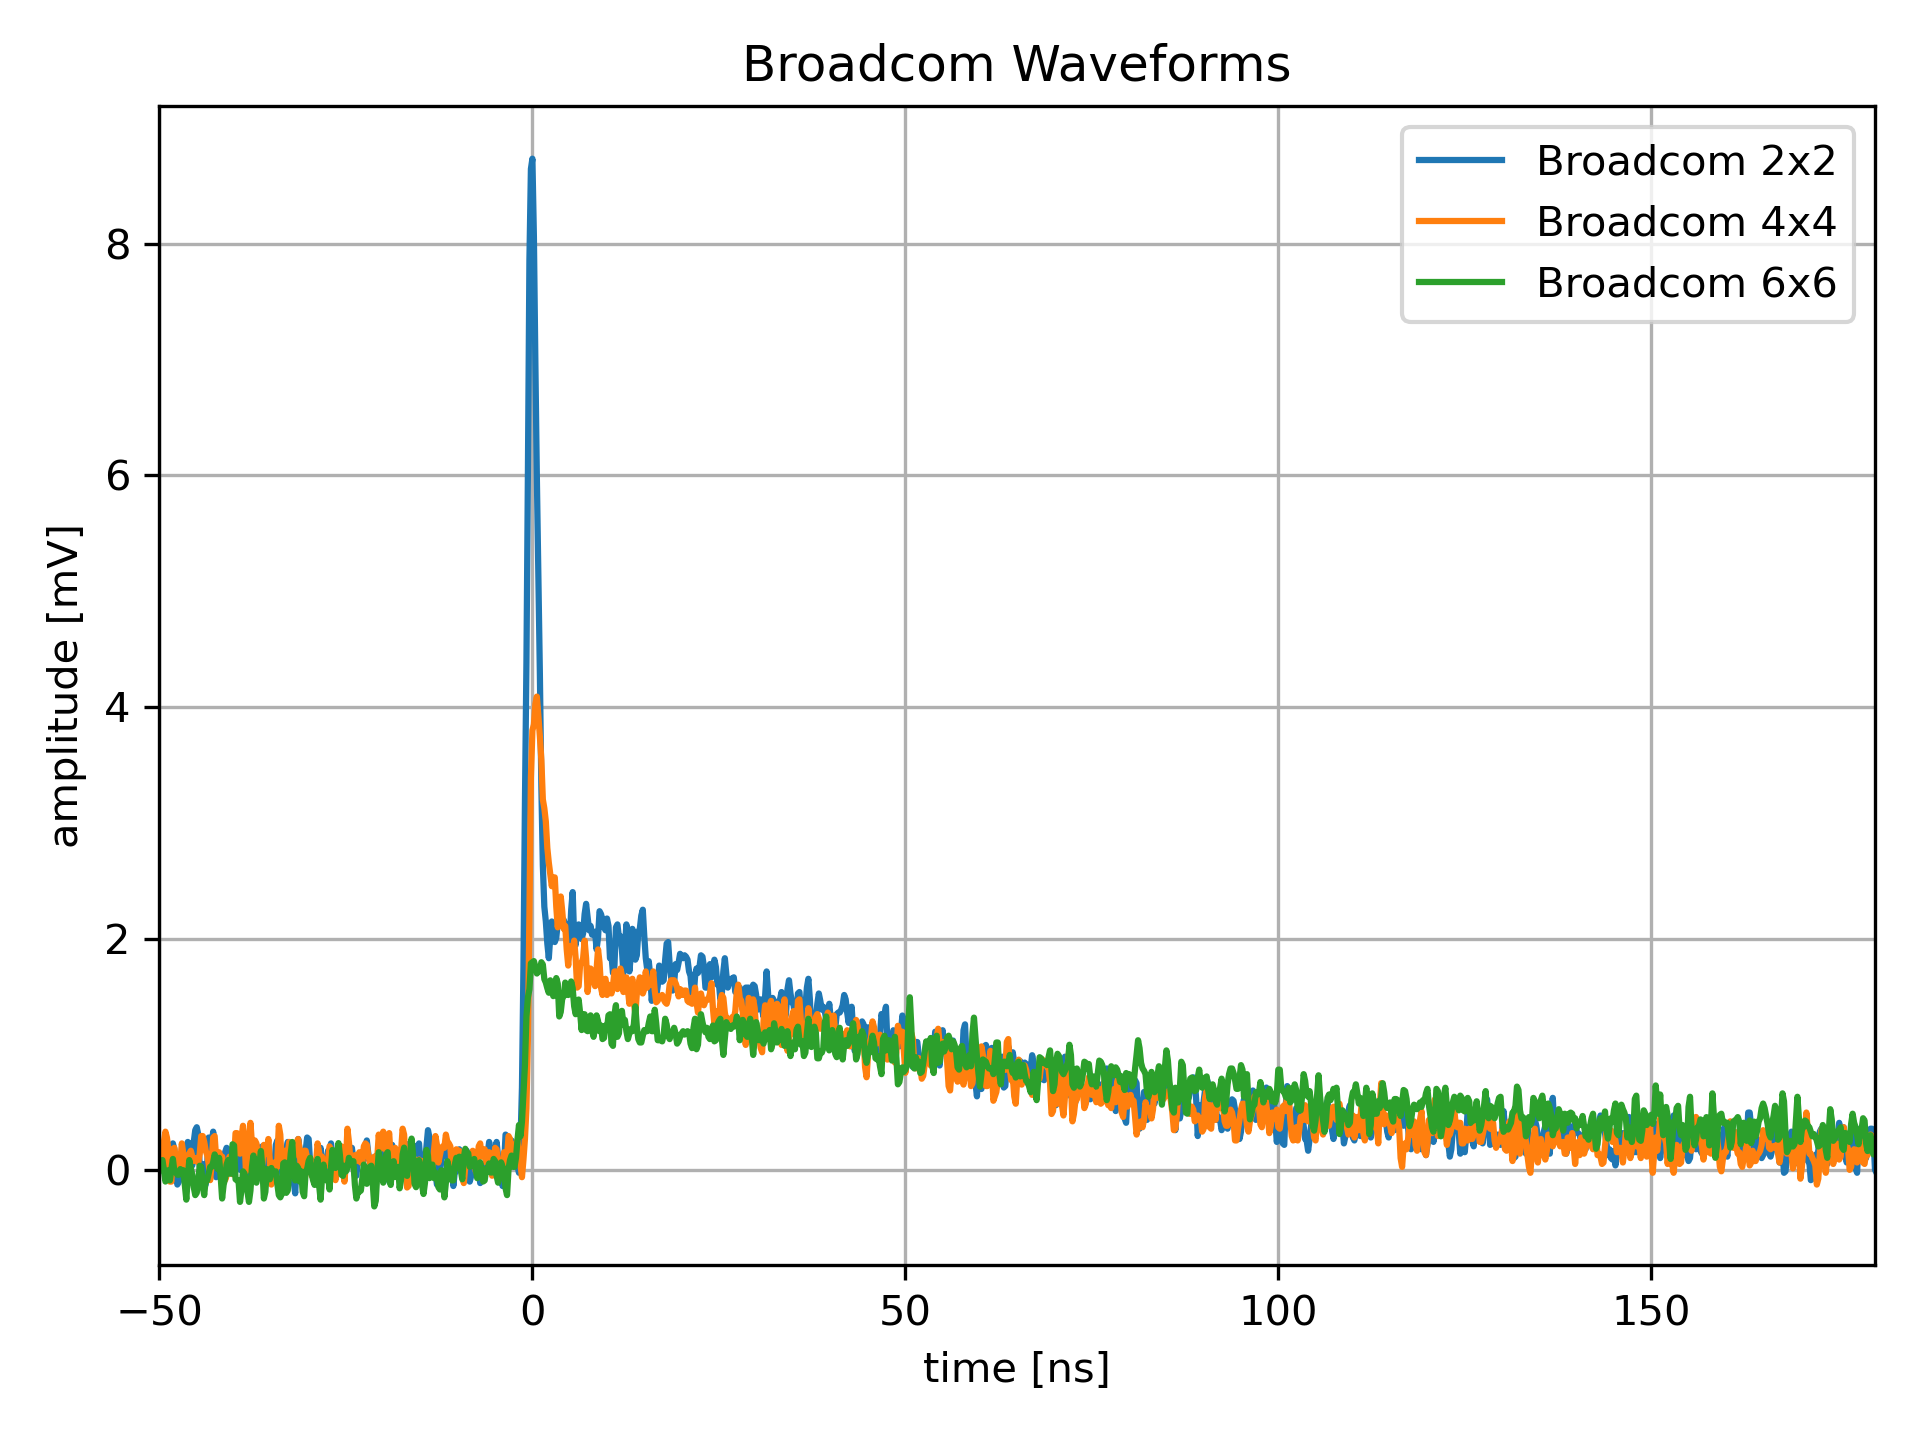 Broadcom Waveforms
Broadcom 2x2
Broadcom 4x4
Broadcom 6x6
8
6
4
2
0
amplitude [mV]
−50 0 50 100 150
time [ns]